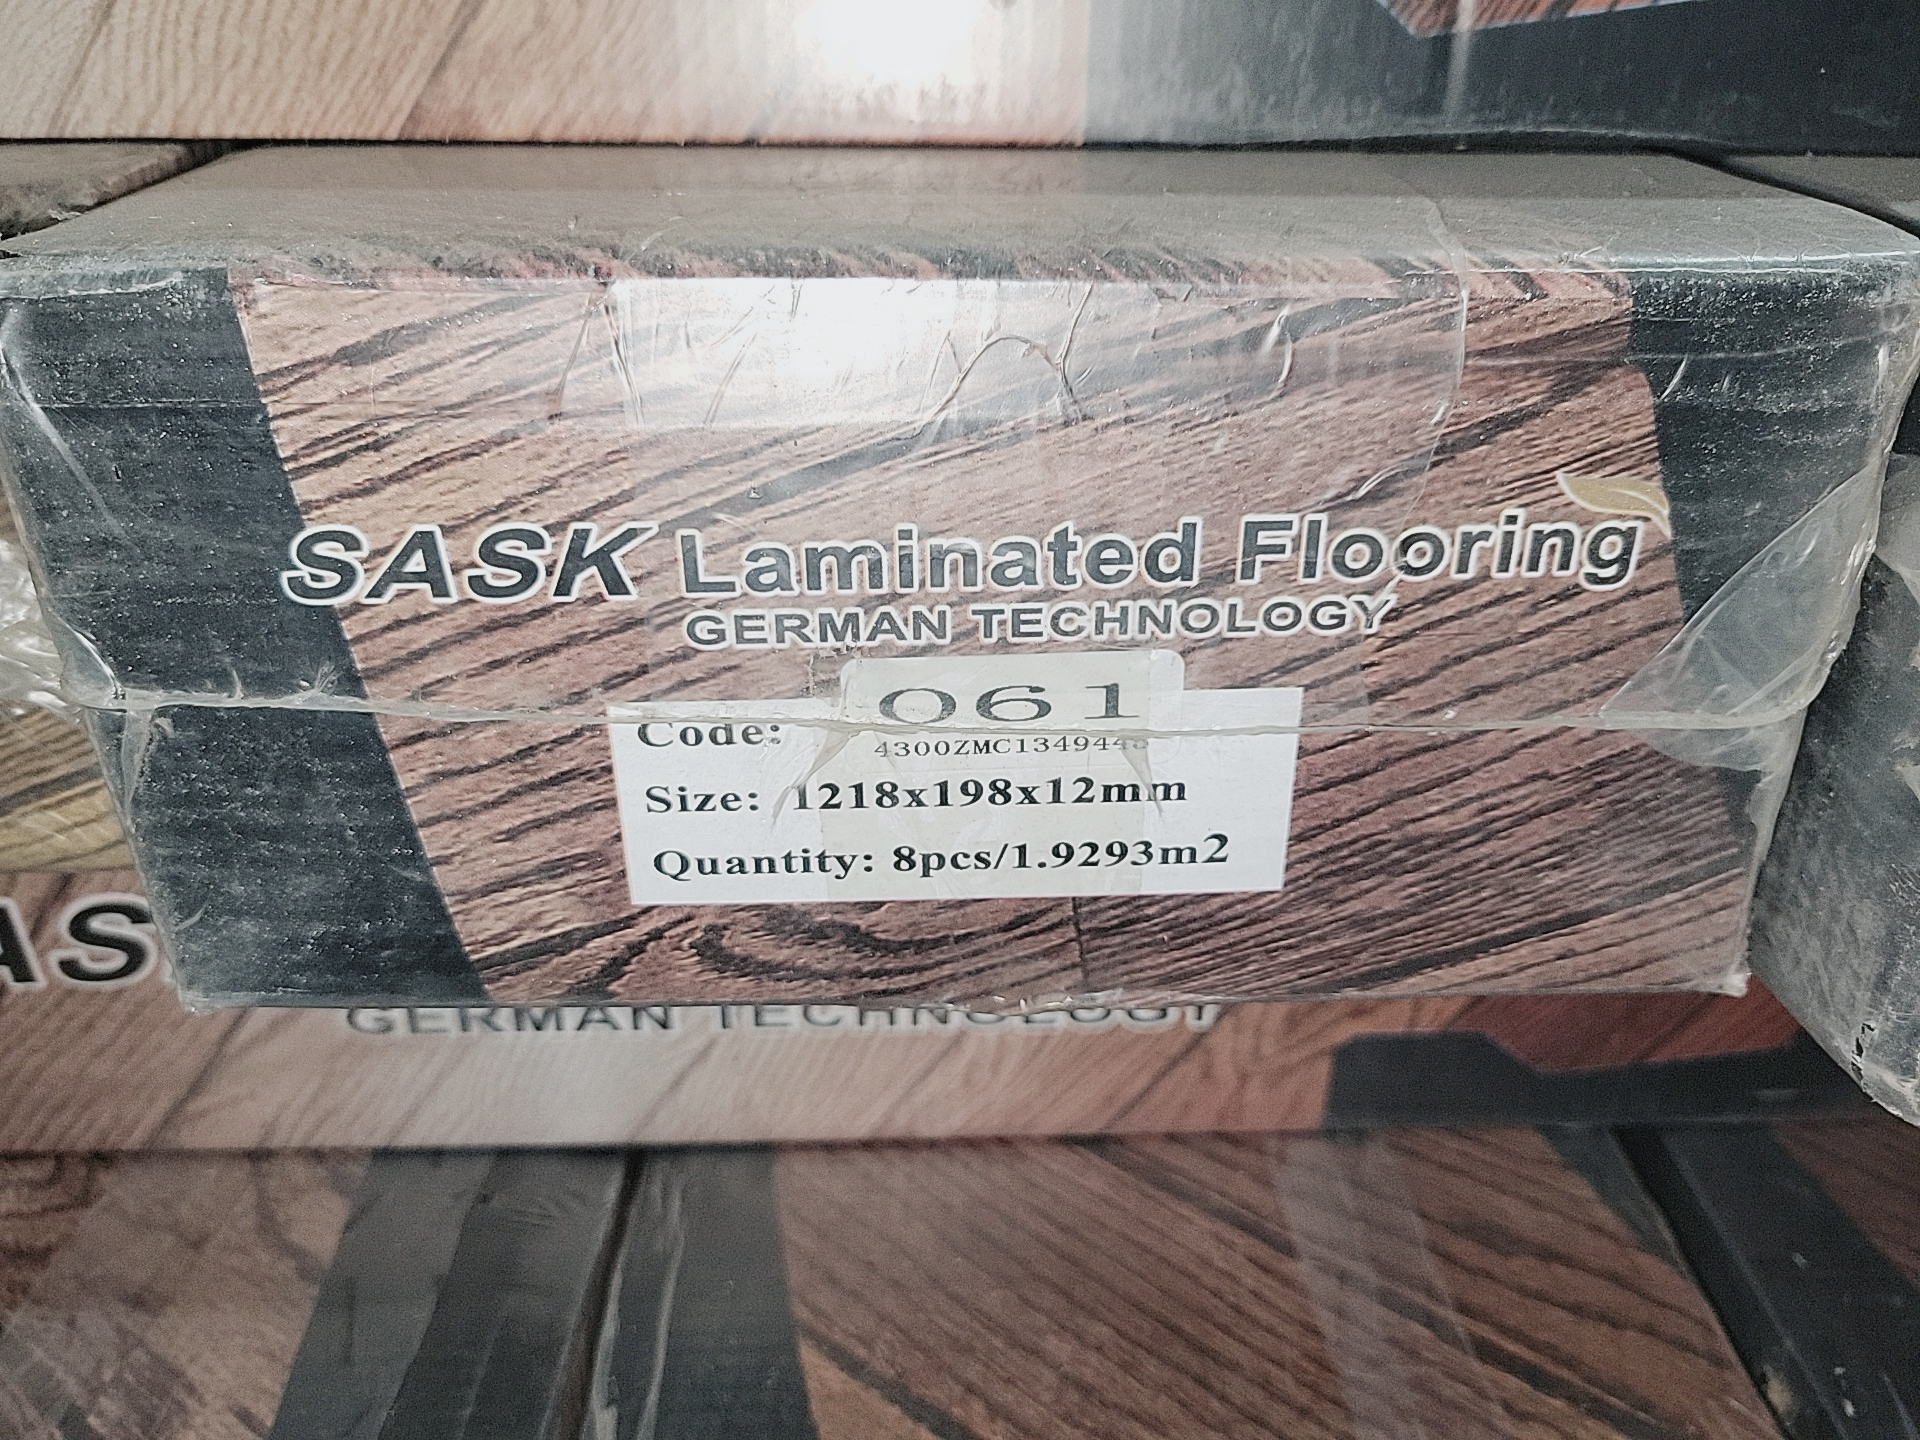 SASK Laminated Flooring
GERMAN TECHNOLOGY
061
Code:
Size: 1218x198x12mm
Quantity: 8pcs/1.9293m2
GERMAN TECHNOLOGY